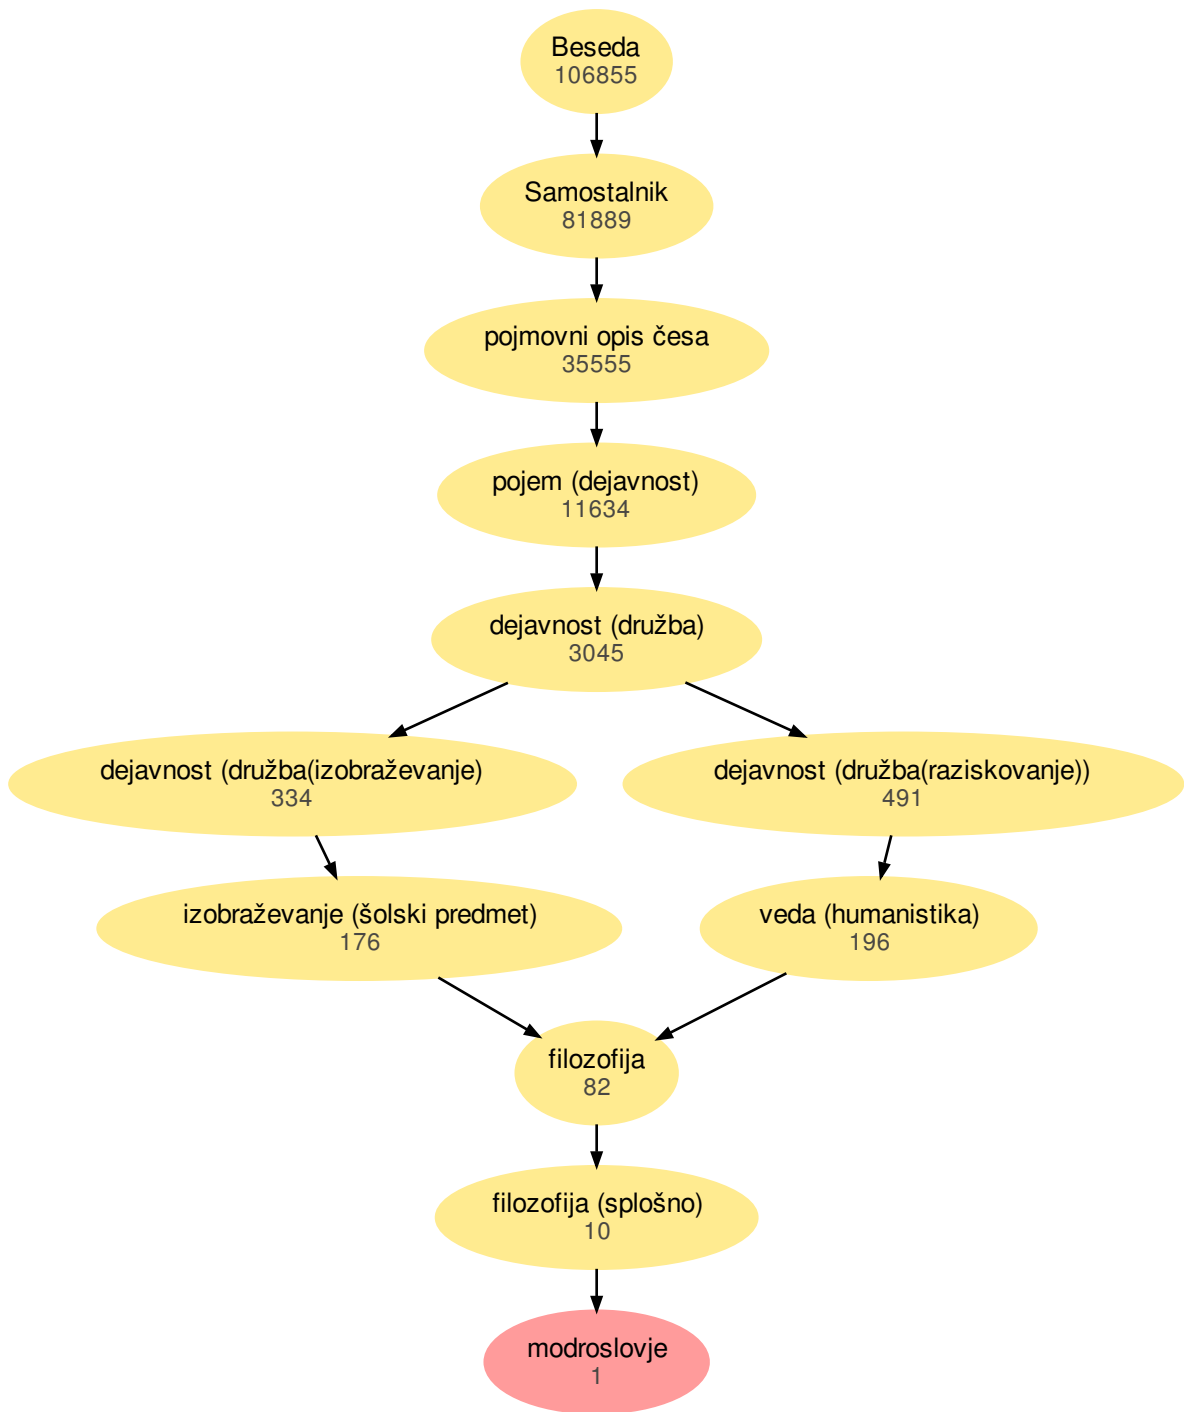 Beseda
106855
Samostalnik
81889
pojmovni opis česa
35555
pojem (dejavnost)
11634
dejavnost (družba)
3045
dejavnost (družba(izobraževanje)
334
dejavnost (družba(raziskovanje))
491
izobraževanje (šolski predmet)
176
veda (humanistika)
196
filozofija
82
filozofija (splošno)
10
modroslovje
1